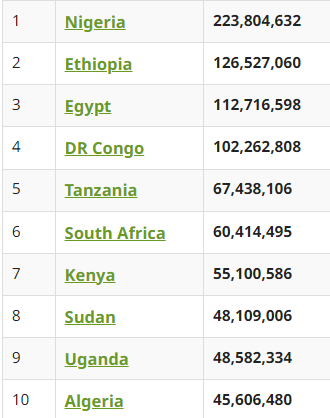 1 Nigeria 223,804,632
2 Ethiopia 126,527,060
3 Egypt 112,716,598
4 DR Congo 102,262,808
5 Tanzania 67,438,106
6 South Africa 60,414,495
7 Kenya 55,100,586
8 Sudan 48,109,006
9 Uganda 48,582,334
10 Algeria 45,606,480